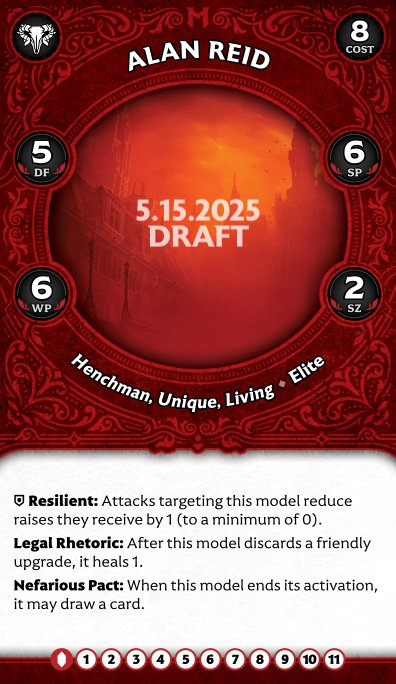 ALAN REID
8
COST
5
DF
6
SP
5.15.2025
DRAFT
6
WP
2
SZ
Henchman, Unique, Living ♦ Elite
Resilient: Attacks targeting this model reduce
raises they receive by 1 (to a minimum of 0).
Legal Rhetoric: After this model discards a friendly
upgrade, it heals 1.
Nefarious Pact: When this model ends its activation,
it may draw a card.
1 2 3 4 5 6 7 8 9 10 11